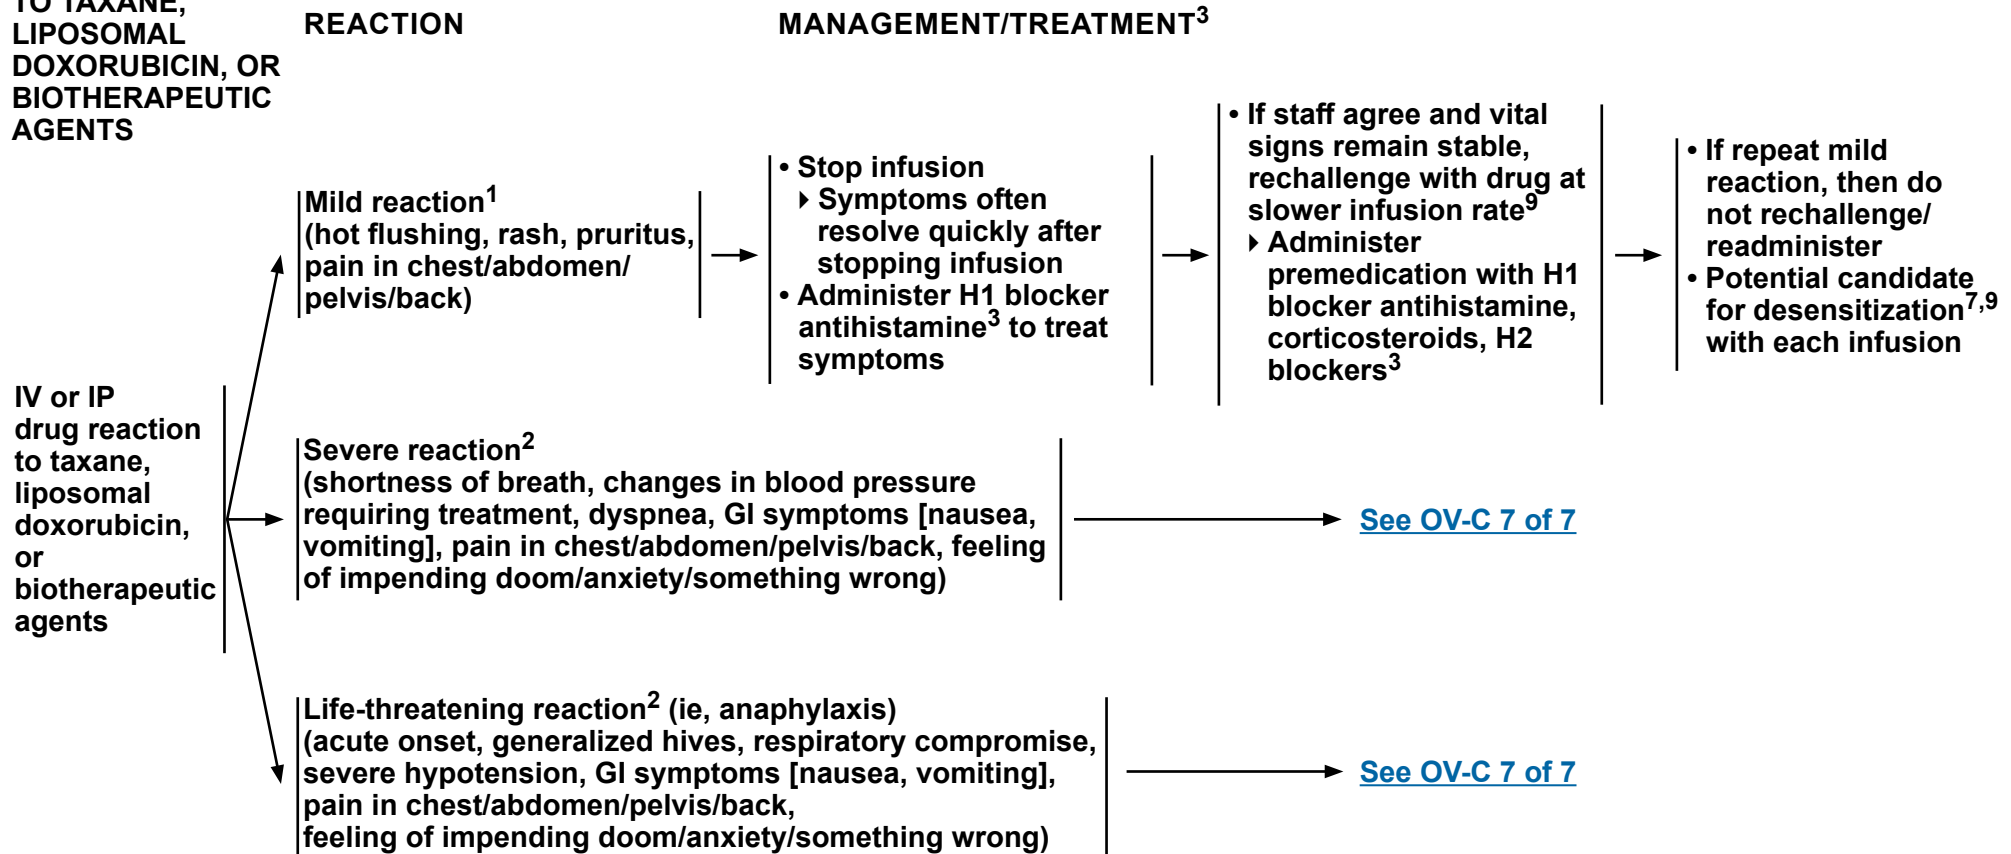 TO TAXANE,
LIPOSOMAL
DOXORUBICIN, OR
BIOTHERAPEUTIC
AGENTS
REACTION
MANAGEMENT/TREATMENT3
IV or IP
drug reaction
to taxane,
liposomal
doxorubicin,
or
biotherapeutic
agents
Mild reaction1
(hot flushing, rash, pruritus,
pain in chest/abdomen/
pelvis/back)
• Stop infusion
▸ Symptoms often
resolve quickly after
stopping infusion
• Administer H1 blocker
antihistamine3 to treat
symptoms
• If staff agree and vital
signs remain stable,
rechallenge with drug at
slower infusion rate9
▸ Administer
premedication with H1
blocker antihistamine,
corticosteroids, H2
blockers3
• If repeat mild
reaction, then do
not rechallenge/
readminister
• Potential candidate
for desensitization7,9
with each infusion
Severe reaction2
(shortness of breath, changes in blood pressure
requiring treatment, dyspnea, GI symptoms [nausea,
vomiting], pain in chest/abdomen/pelvis/back, feeling
of impending doom/anxiety/something wrong)
See OV-C 7 of 7
Life-threatening reaction2 (ie, anaphylaxis)
(acute onset, generalized hives, respiratory compromise,
severe hypotension, GI symptoms [nausea, vomiting],
pain in chest/abdomen/pelvis/back,
feeling of impending doom/anxiety/something wrong)
See OV-C 7 of 7